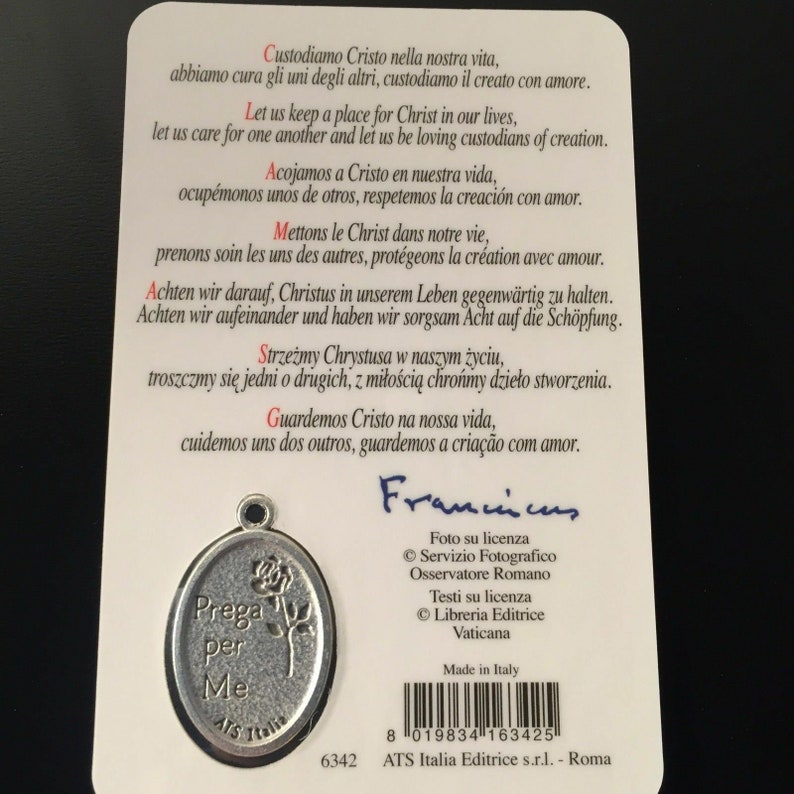 Custodiamo Cristo nella nostra vita,
abbiamo cura gli uni degli altri, custodiamo il creato con amore.
Let us keep a place for Christ in our lives,
let us care for one another and let us be loving custodians of creation.
Acojamos a Cristo en nuestra vida,
ocupémonos unos de otros, respetemos la creación con amor.
Mettons le Christ dans notre vie,
prenons soin les uns des autres, protégeons la création avec amour.
Achten wir darauf, Christus in unserem Leben gegenwärtig zu halten.
Achten wir aufeinander und haben wir sorgsam Acht auf die Schöpfung.
Strzeżmy Chrystusa w naszym życiu,
troszczmy się jedni o drugich, z miłością chrońmy dzieło stworzenia.
Guardemos Cristo na nossa vida,
cuidemos uns dos outros, guardemos a criação com amor.
Franciscus
Foto su licenza
© Servizio Fotografico
Osservatore Romano
Testi su licenza
© Libreria Editrice
Vaticana
Made in Italy
8 019834 163425
6342 ATS Italia Editrice s.r.l. - Roma
Prega
per
Me
ATS Italia